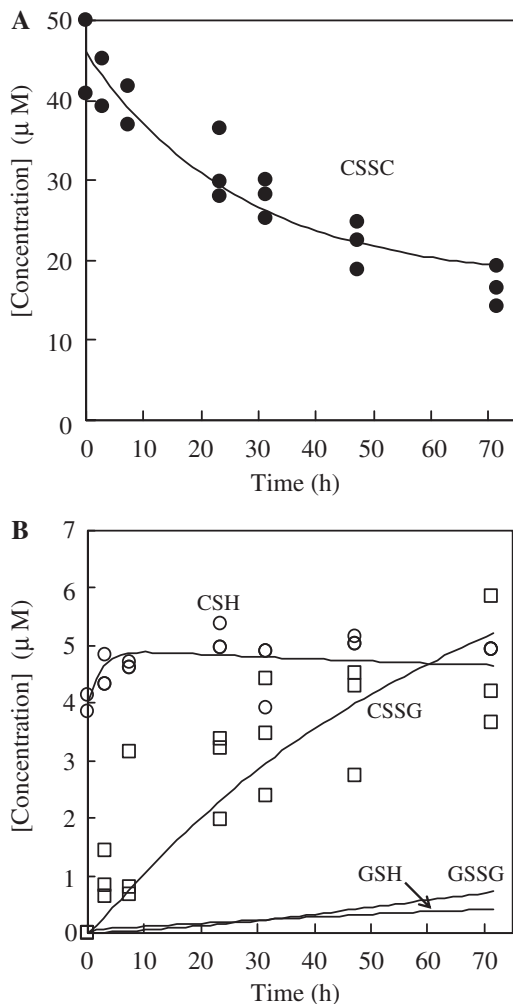 A
[Concentration] (μ M)
50
40
30
20
10
0
CSSC
0 10 20 30 40 50 60 70
Time (h)
B
[Concentration] (μ M)
7
6
5
4
3
2
1
0
CSH
CSSG
GSH
GSSG
0 10 20 30 40 50 60 70
Time (h)